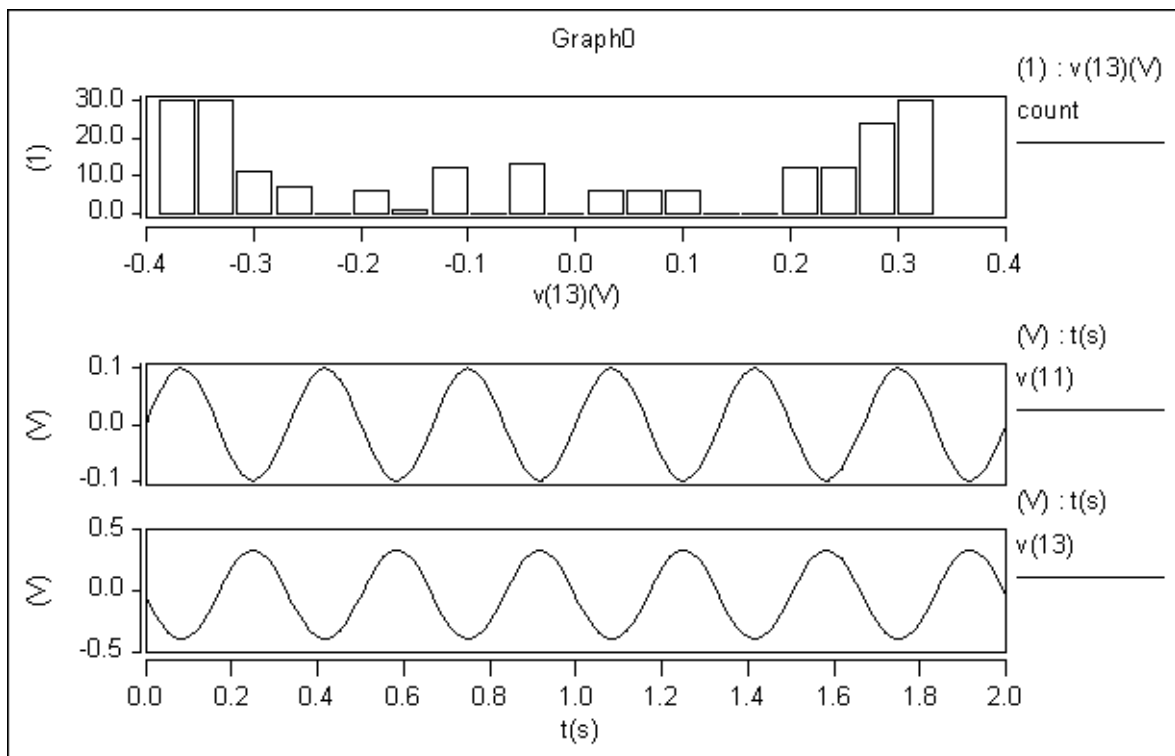 Graph0
(1) : v(13)(V)
count
30.0
20.0
10.0
0.0
(1)
-0.4 -0.3 -0.2 -0.1 0.0 0.1 0.2 0.3 0.4
v(13)(V)
(V) : t(s)
v(11)
0.1
0.0
-0.1
(V)
(V) : t(s)
v(13)
0.5
0.0
-0.5
(V)
0.0 0.2 0.4 0.6 0.8 1.0 1.2 1.4 1.6 1.8 2.0
t(s)